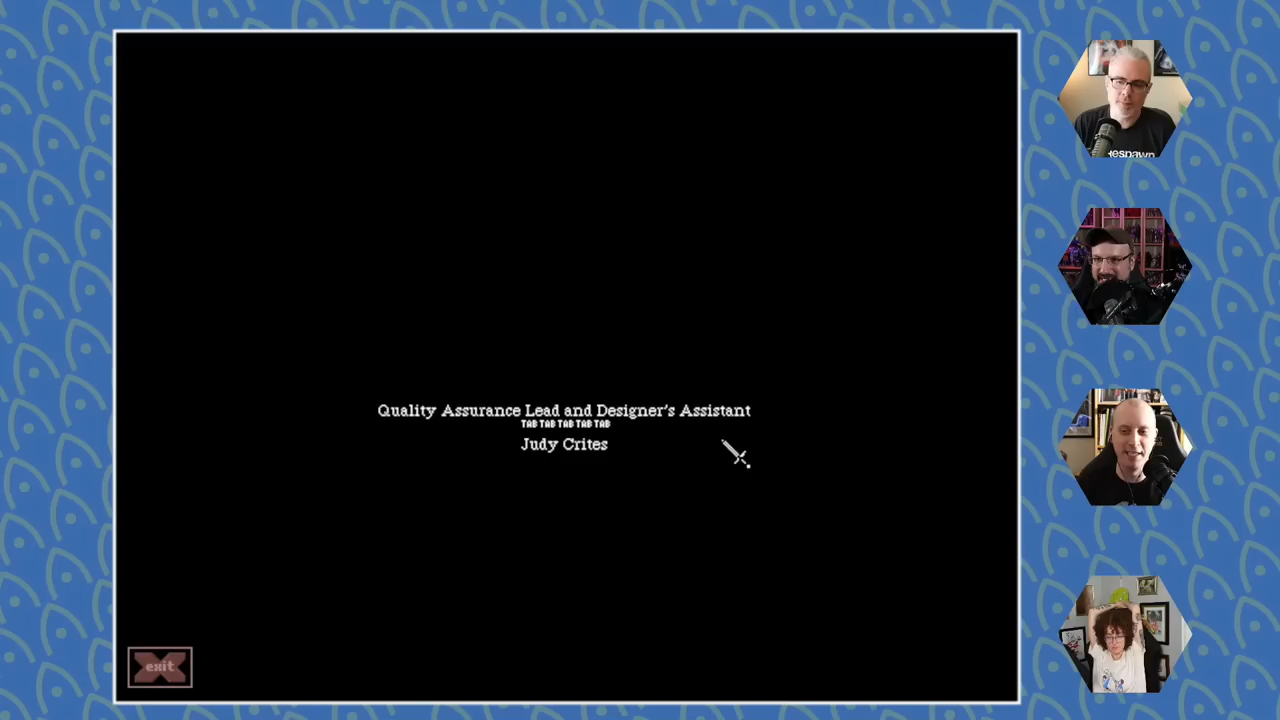 Quality Assurance Lead and Designer's Assistant
TAB TAB TAB TAB TAB
Judy Crites
exit